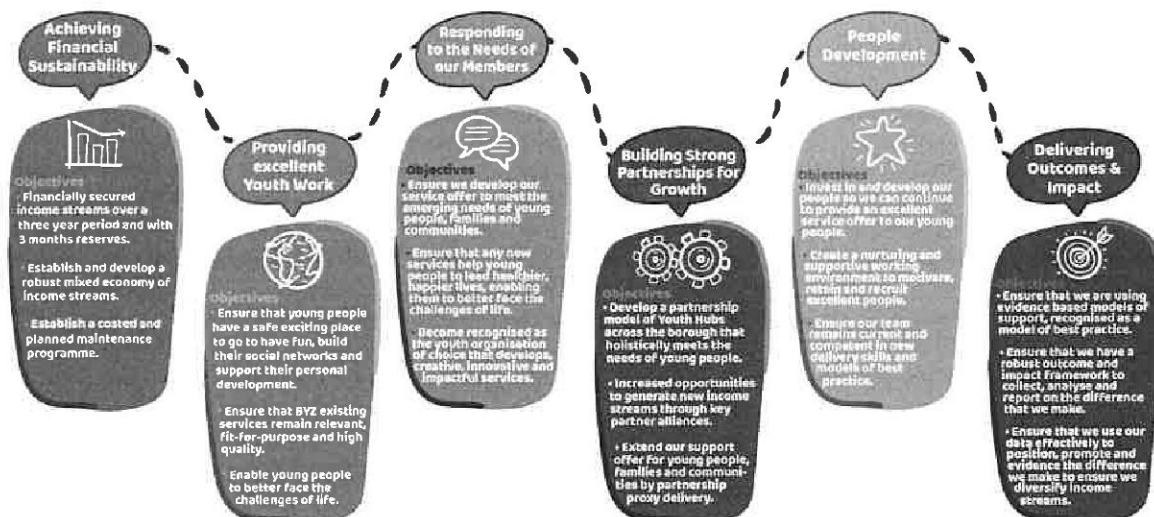 Achieving
Financial
Sustainability
Objectives
· Financially secured
income streams over a
three year period and with
3 months reserves.
· Establish and develop a
robust mixed economy of
income streams.
· Establish a costed and
planned maintenance
programme.
Providing
excellent
Youth Work
Objectives
· Ensure that young people
have a safe exciting place
to go to have fun, build
their social networks and
support their personal
development.
· Ensure that BYZ existing
services remain relevant,
fit-for-purpose and high
quality.
· Enable young people
to better face the
challenges of life.
Responding
to the Needs of
our Members
Objectives
· Ensure we develop our
service offer to meet the
emerging needs of young
people, families and
communities.
· Ensure that any new
services help young
people to lead healthier,
happier lives, enabling
them to better face the
challenges of life.
· Become recognised as
the youth organisation
of choice that develops,
creative, innovative and
impactful services.
Building Strong
Partnerships for
Growth
Objectives
• Develop a partnership
model of Youth Hubs
across the borough that
holistically meets the
needs of young people.
• Increased opportunities
to generate new income
streams through key
partner alliances.
• Extend our support
offer for young people,
families and communi-
ties by partnership
proxy delivery.
People
Development
Objectives
· Invest in and develop our
people so we can continue
to provide an excellent
service offer to our young
people.
· Create a nurturing and
supportive working
environment to motivate,
retain and recruit
excellent people.
· Ensure our team
remains current and
competent in new
delivery skills and
models of best
practice.
Delivering
Outcomes &
Impact
Objectives
• Ensure that we are using
evidence based models of
support, recognised as a
model of best practice.
• Ensure that we have a
robust outcome and
impact framework to
collect, analyse and
report on the difference
that we make.
• Ensure that we use our
data effectively to
position, promote and
evidence the difference
we make to ensure we
diversify income
streams.